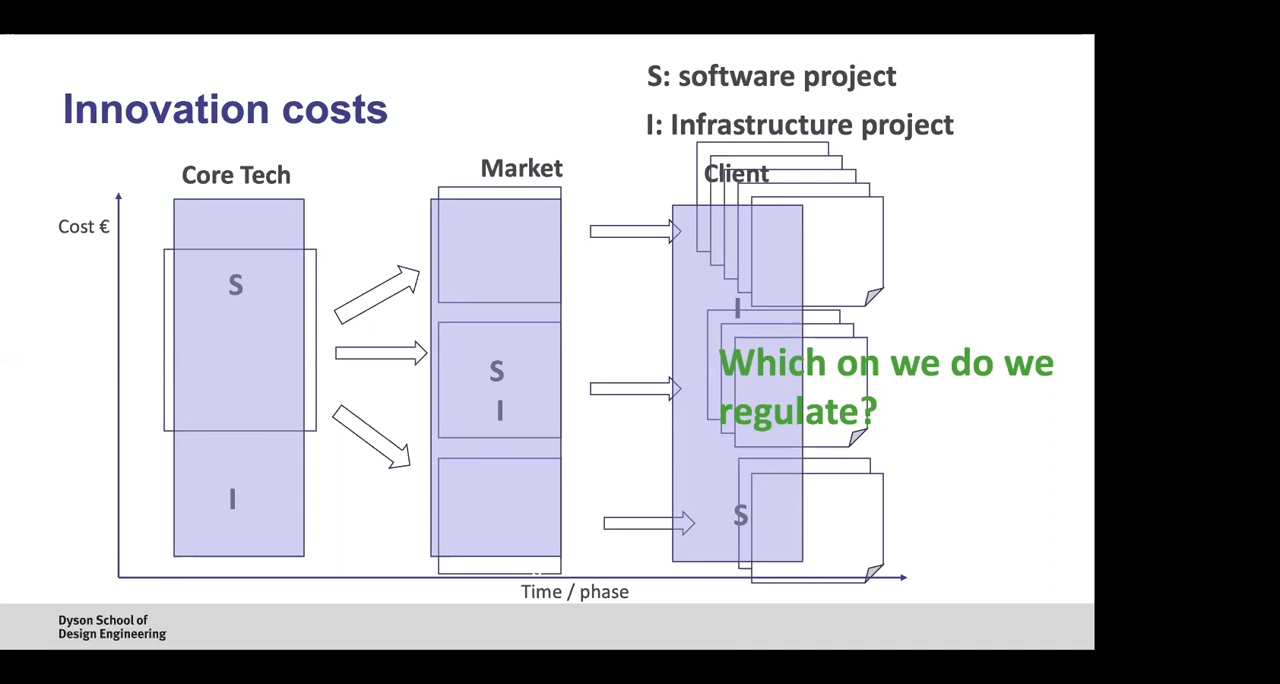 Innovation costs
S: software project
I: Infrastructure project
Core Tech
Market
Client
Cost €
S
I
S
I
I
S
Which on we do we
regulate?
Time / phase
Dyson School of
Design Engineering